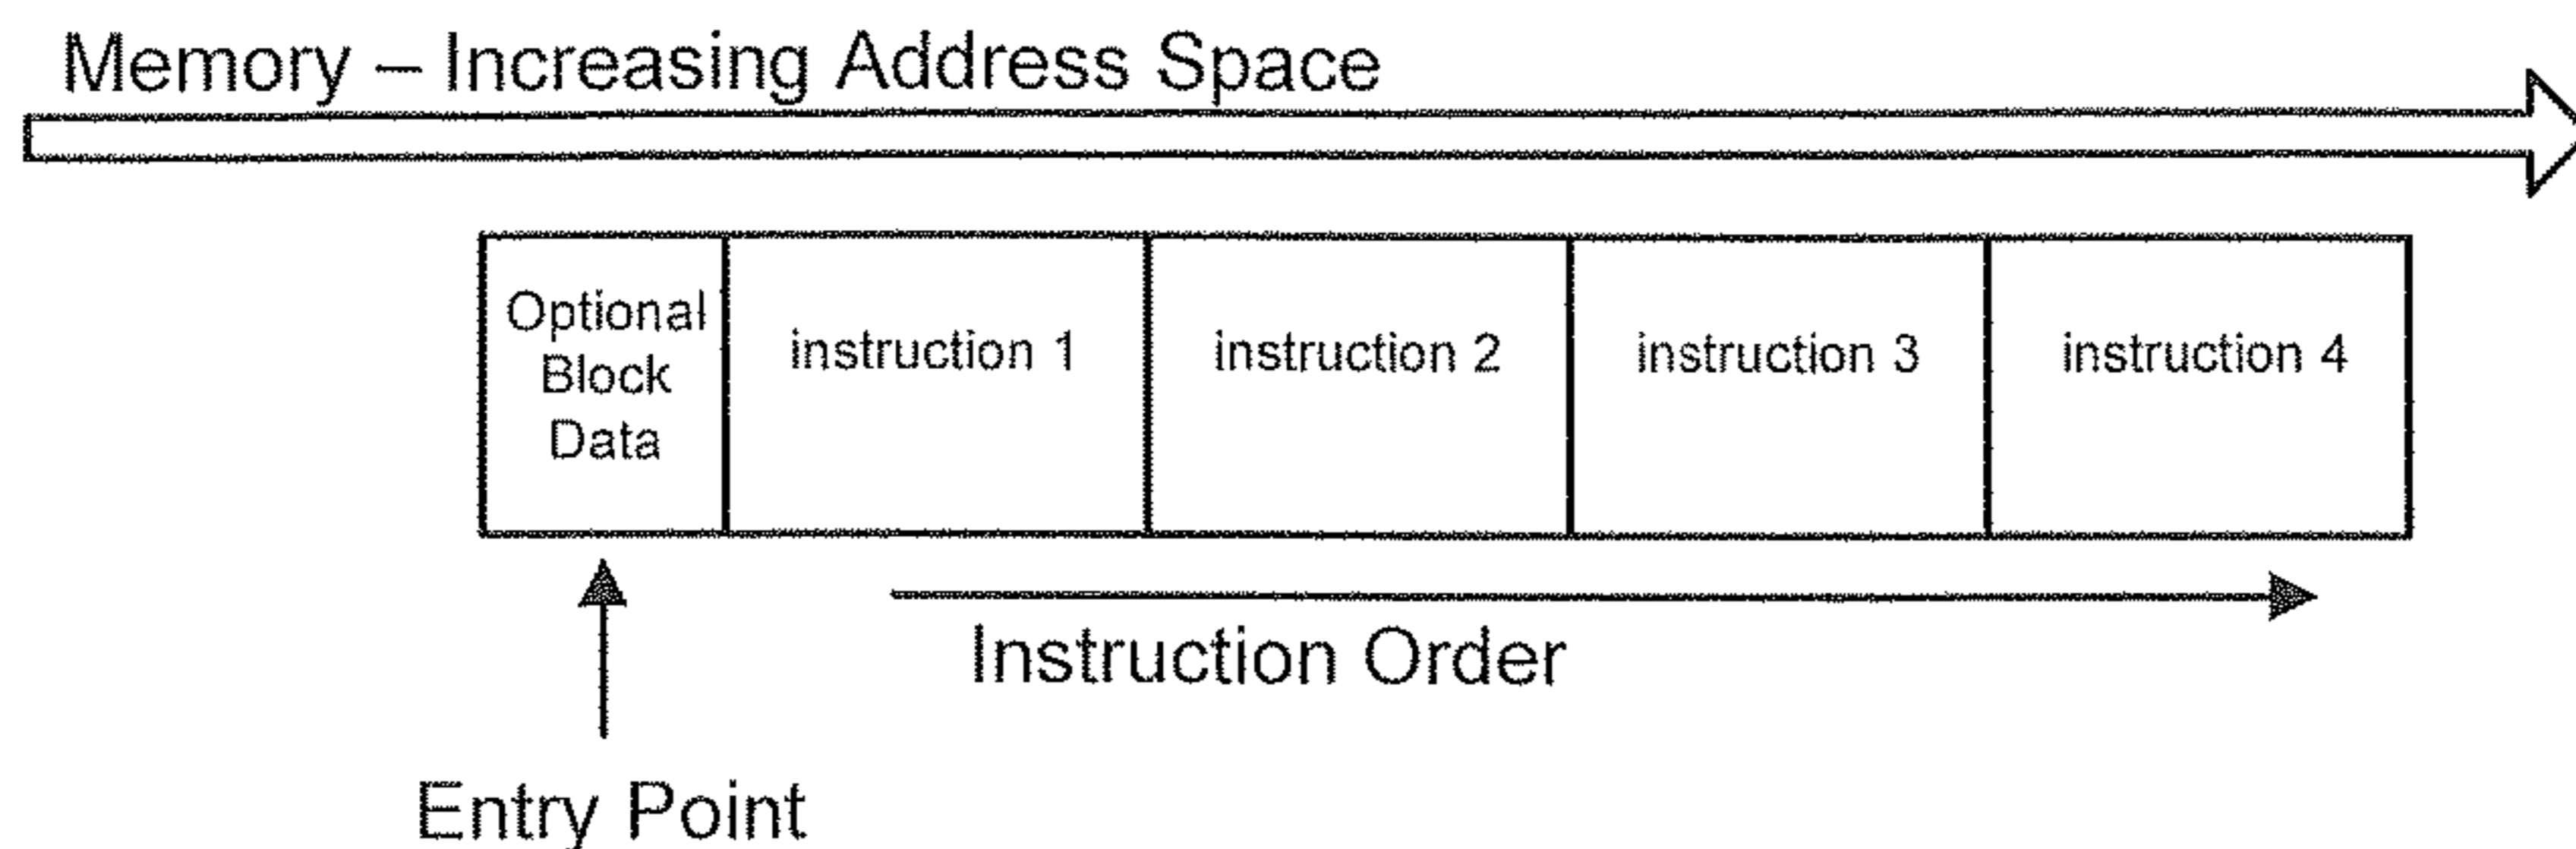 Memory – Increasing Address Space
Optional
Block
Data
instruction 1
instruction 2
instruction 3
instruction 4
Instruction Order
Entry Point